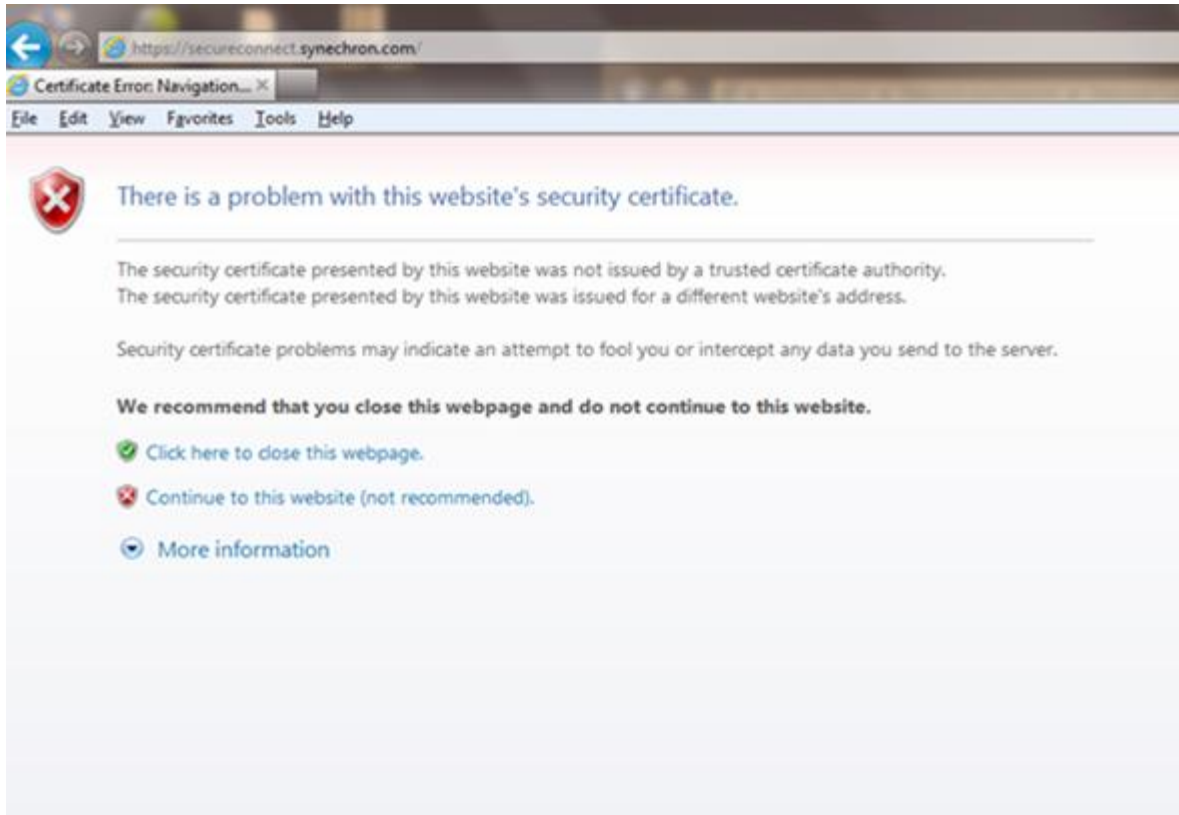 https://secureconnect.synechron.com/
Certificate Error: Navigation...
File Edit View Favorites Tools Help
There is a problem with this website's security certificate.
The security certificate presented by this website was not issued by a trusted certificate authority.
The security certificate presented by this website was issued for a different website's address.
Security certificate problems may indicate an attempt to fool you or intercept any data you send to the server.
We recommend that you close this webpage and do not continue to this website.
Click here to close this webpage.
Continue to this website (not recommended).
More information